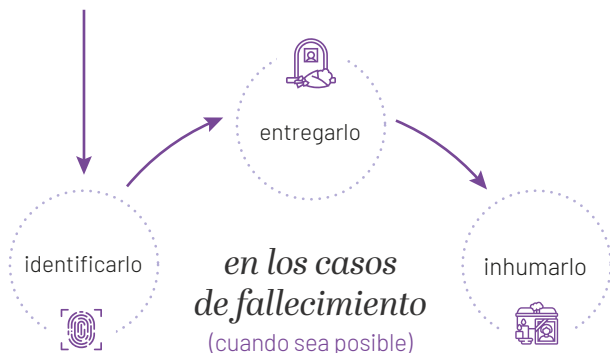 entregarlo
identificarlo
en los casos
de fallecimiento
(cuando sea posible)
inhumarlo